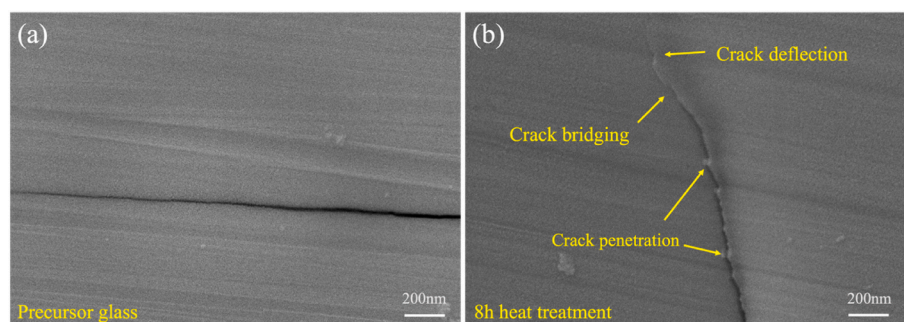 (a)
Precursor glass
200nm
(b)
Crack deflection
Crack bridging
Crack penetration
8h heat treatment
200nm